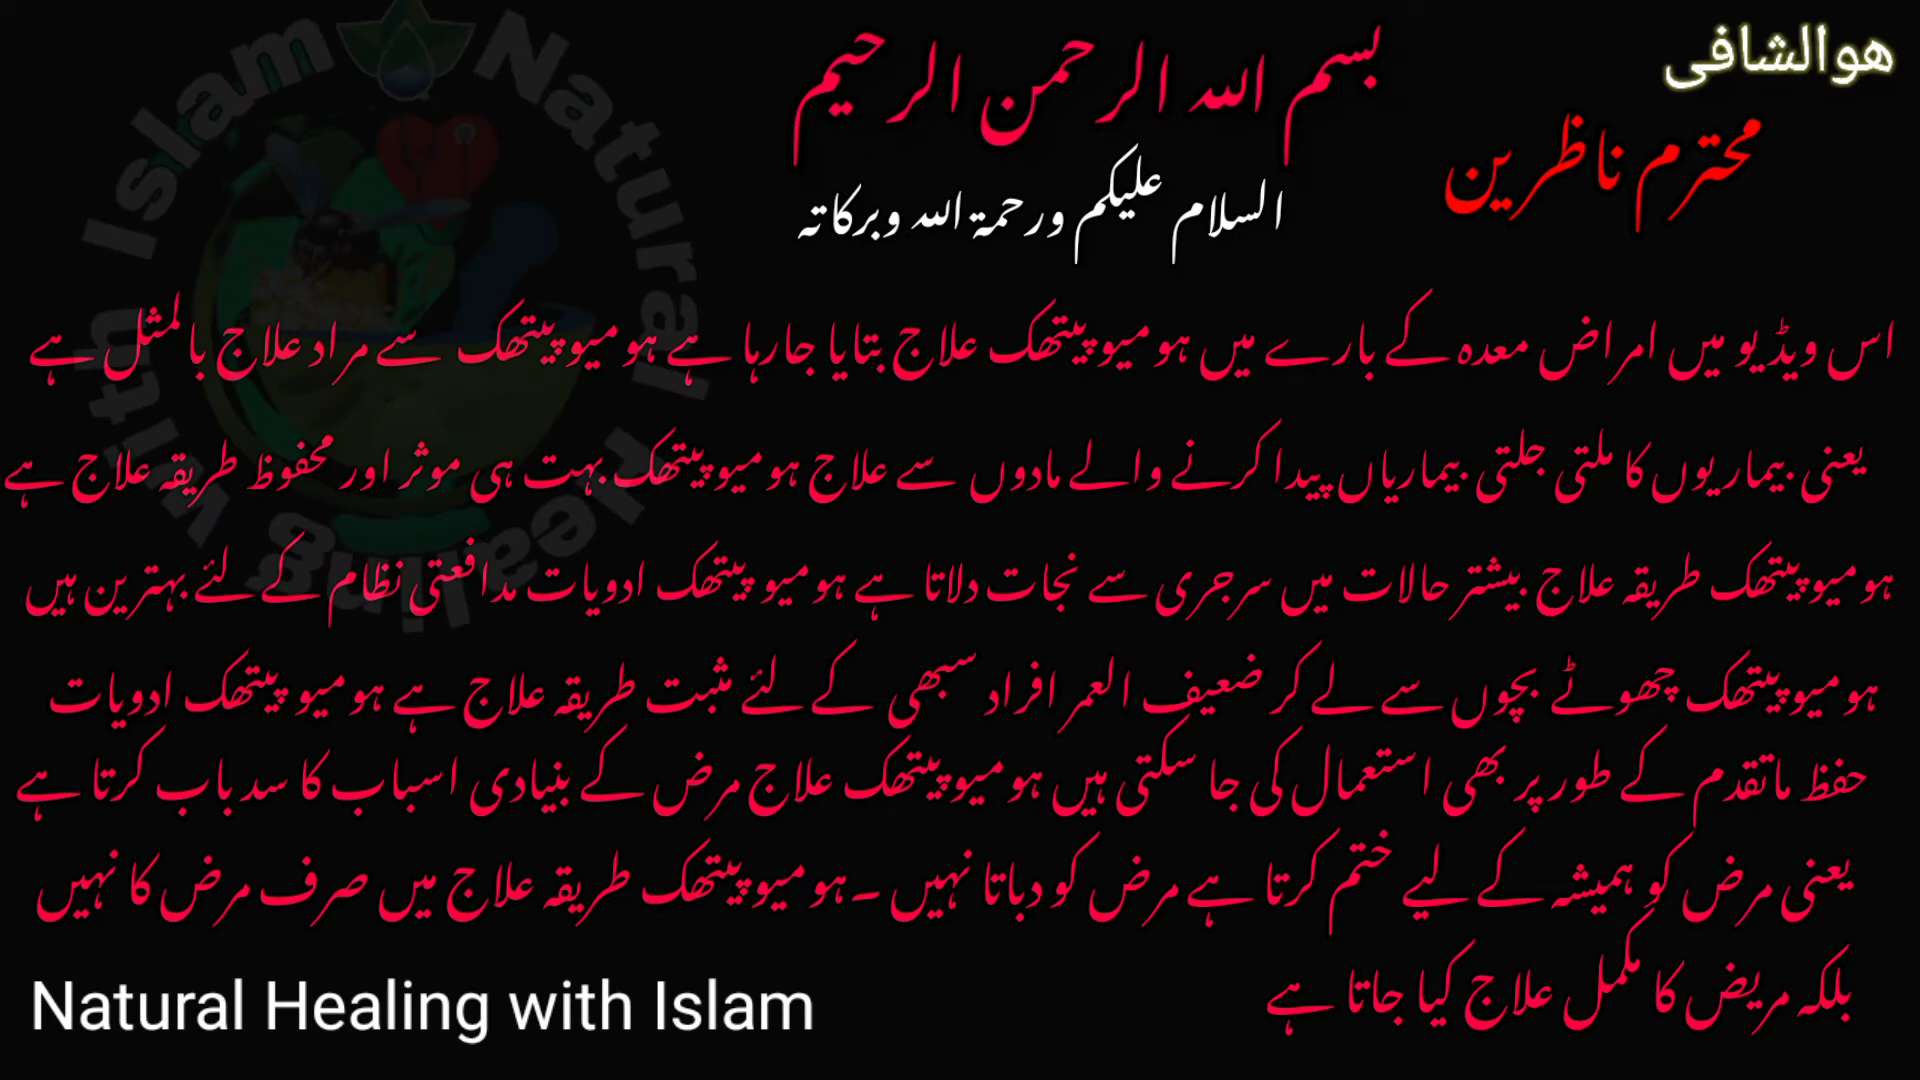 ھوالشافی
بسم اللہ الرحمن الرحیم
محترم ناظرین
السلام علیکم ورحمۃ اللہ وبرکاتہ
اس ویڈیو میں امراض معدہ کے بارے میں ہومیوپیتھک علاج بتایا جارہا ہے ہومیوپیتھک سے مراد علاج بالمثل ہے
یعنی بیماریوں کا ملتی جلتی بیماریاں پیدا کرنے والے مادوں سے علاج ہومیوپیتھک بہت ہی موثر اور محفوظ طریقہ علاج ہے
ہومیوپیتھک طریقہ علاج بیشتر حالات میں سرجری سے نجات دلاتا ہے ہومیوپیتھک ادویات مدافعتی نظام کے لئے بہترین ہیں
ہومیوپیتھک چھوٹے بچوں سے لے کر ضعیف العمر افراد سبھی کے لئے مثبت طریقہ علاج ہے ہومیوپیتھک ادویات
حفظ ماتقدم کے طور پر بھی استعمال کی جا سکتی ہیں ہومیوپیتھک علاج مرض کے بنیادی اسباب کا سدباب کرتا ہے
یعنی مرض کو ہمیشہ کے لیے ختم کرتا ہے مرض کو دباتا نہیں ۔ہومیوپیتھک طریقہ علاج میں صرف مرض کا نہیں
بلکہ مریض کا مکمل علاج کیا جاتا ہے
Natural Healing with Islam
Natural Healing with Islam